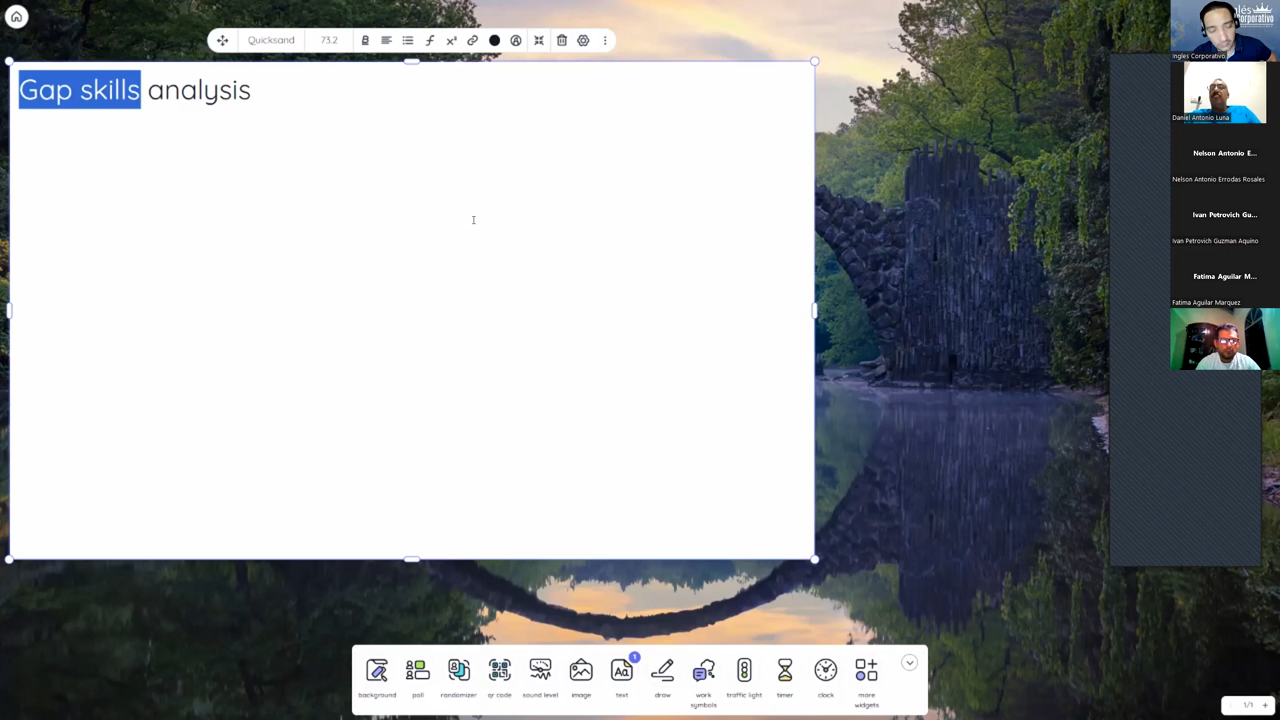 Quicksand 73.2
Gap skills analysis
background poll randomizer qr code sound level image text draw work symbols traffic light timer clock more widgets
1
1/1
Inglés Corporativo
Daniel Antonio Luna
Nelson Antonio E...
Nelson Antonio Errodas Rosales
Ivan Petrovich Gu...
Ivan Petrovich Guzman Aquino
Fatima Aguilar M...
Fatima Aguilar Marquez